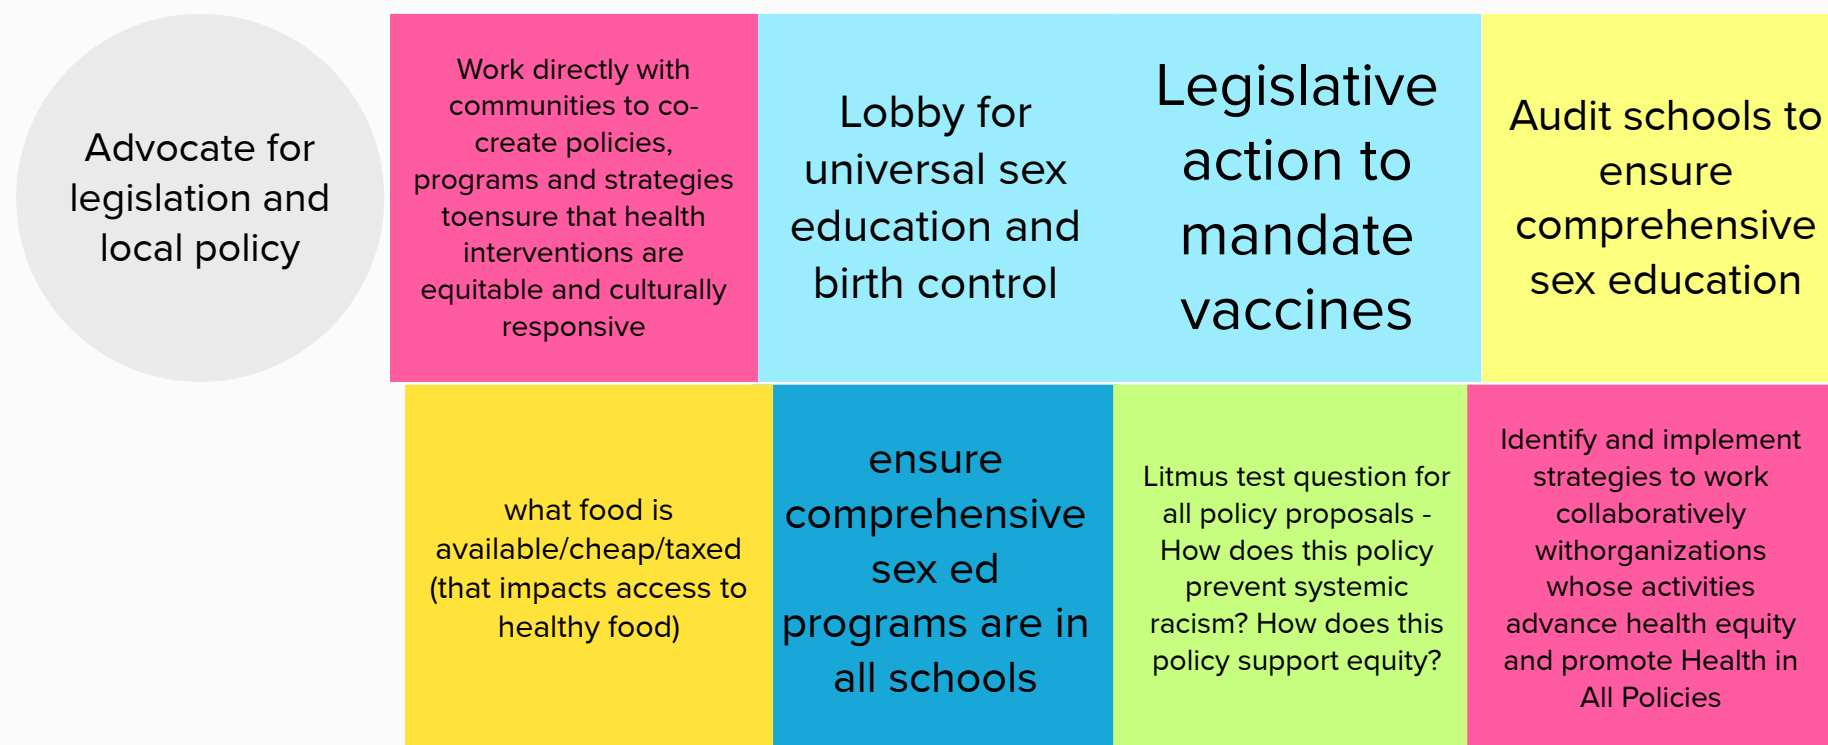 Advocate for
legislation and
local policy
Work directly with
communities to co-
create policies,
programs and strategies
toensure that health
interventions are
equitable and culturally
responsive
Lobby for
universal sex
education and
birth control
Legislative
action to
mandate
vaccines
Audit schools to
ensure
comprehensive
sex education
what food is
available/cheap/taxed
(that impacts access to
healthy food)
ensure
comprehensive
sex ed
programs are in
all schools
Litmus test question for
all policy proposals -
How does this policy
prevent systemic
racism? How does this
policy support equity?
Identify and implement
strategies to work
collaboratively
withorganizations
whose activities
advance health equity
and promote Health in
All Policies